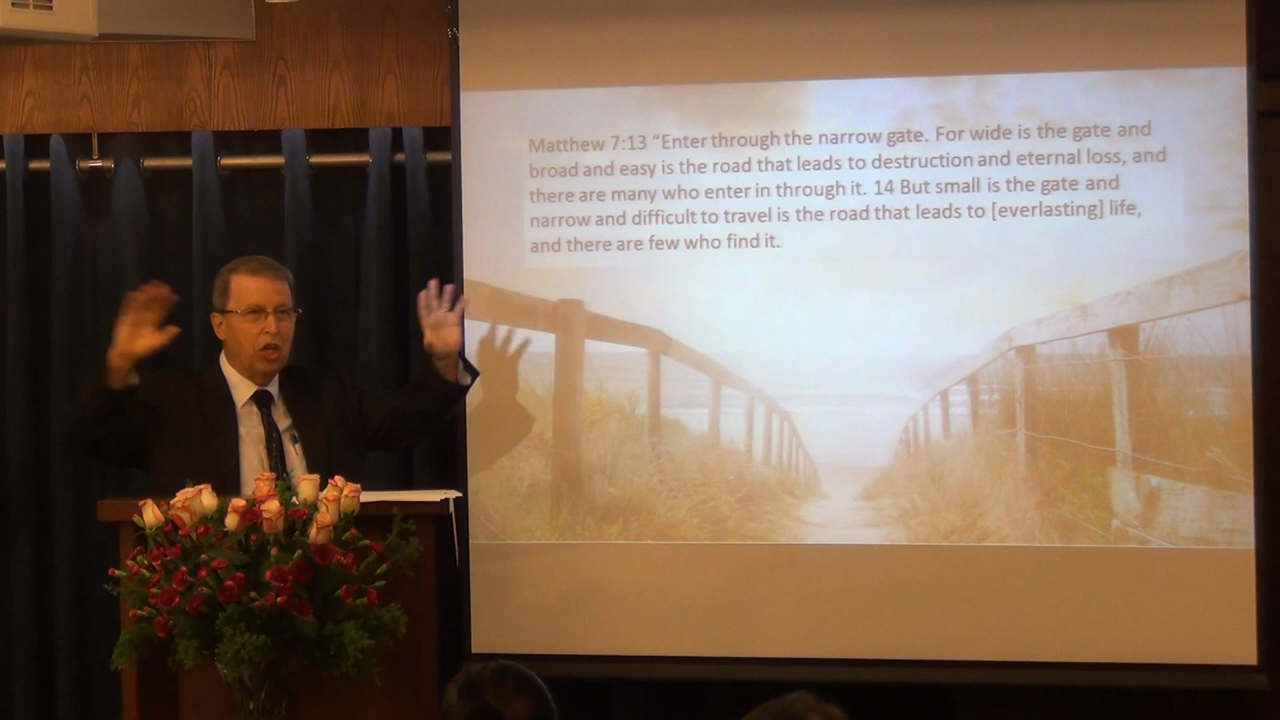 Matthew 7:13 “Enter through the narrow gate. For wide is the gate and
broad and easy is the road that leads to destruction and eternal loss, and
there are many who enter in through it. 14 But small is the gate and
narrow and difficult to travel is the road that leads to [everlasting] life,
and there are few who find it.